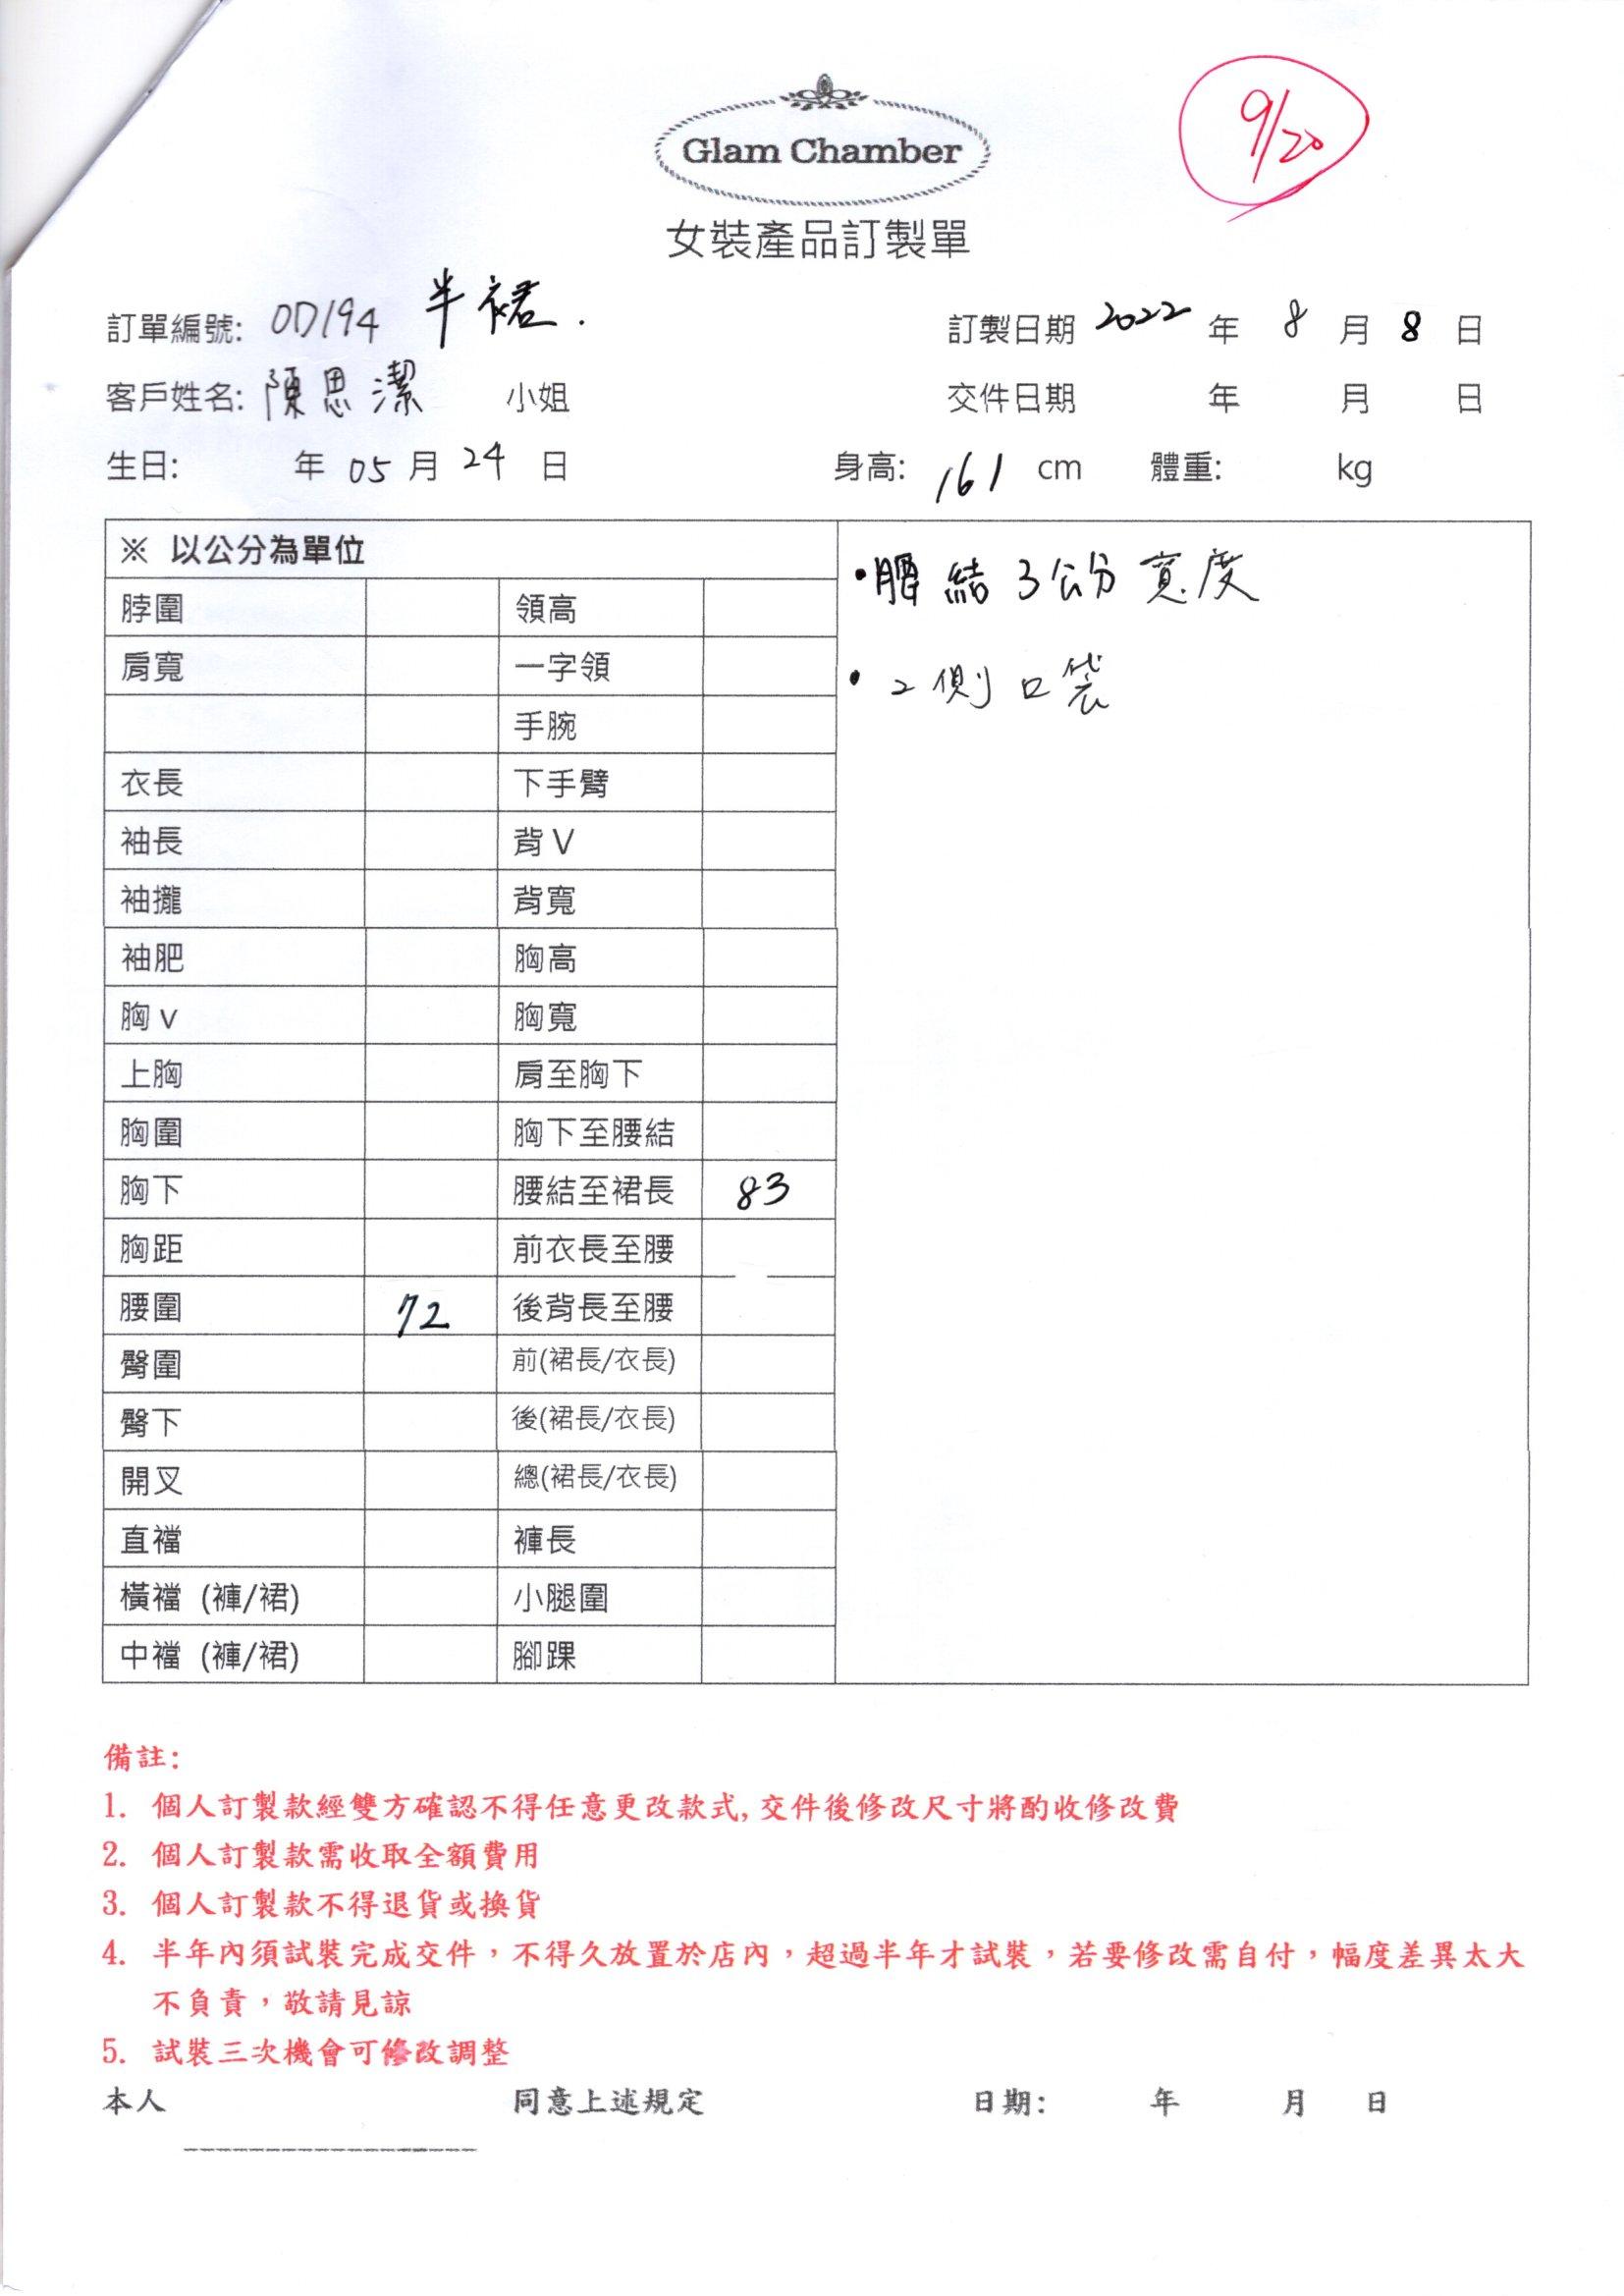 9/20
Glam Chamber
女裝產品訂製單
訂單編號: OD194 半裙.
訂製日期 2022 年 8 月 8 日
客戶姓名: 陳思潔 小姐
交件日期 年 月 日
生日: 年 05 月 24 日 身高: 161 cm 體重: kg
※ 以公分為單位
脖圍 領高
肩寬 一字領
手腕
衣長 下手臂
袖長 背V
袖攏 背寬
袖肥 胸高
胸v 胸寬
上胸 肩至胸下
胸圍 胸下至腰結
胸下 腰結至裙長 83
胸距 前衣長至腰
腰圍 72 後背長至腰
臀圍 前(裙長/衣長)
臀下 後(裙長/衣長)
開叉 總(裙長/衣長)
直襠 褲長
橫襠 (褲/裙) 小腿圍
中襠 (褲/裙) 腳踝
•腰結3公分寬度
•2側口袋
備註:
1. 個人訂製款經雙方確認不得任意更改款式,交件後修改尺寸將酌收修改費
2. 個人訂製款需收取全額費用
3. 個人訂製款不得退貨或換貨
4. 半年內須試裝完成交件，不得久放置於店內，超過半年才試裝，若要修改需自付，幅度差異太大
不負責，敬請見諒
5. 試裝三次機會可修改調整
本人 同意上述規定 日期: 年 月 日